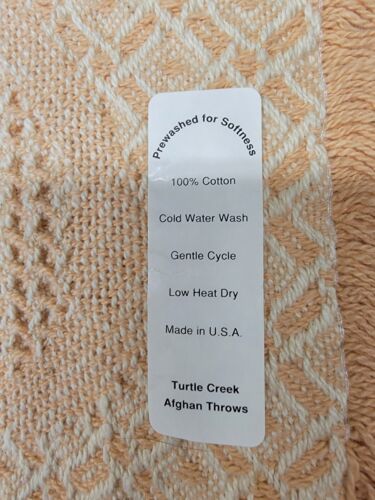 Prewashed for Softness
100% Cotton
Cold Water Wash
Gentle Cycle
Low Heat Dry
Made in U.S.A.
Turtle Creek
Afghan Throws